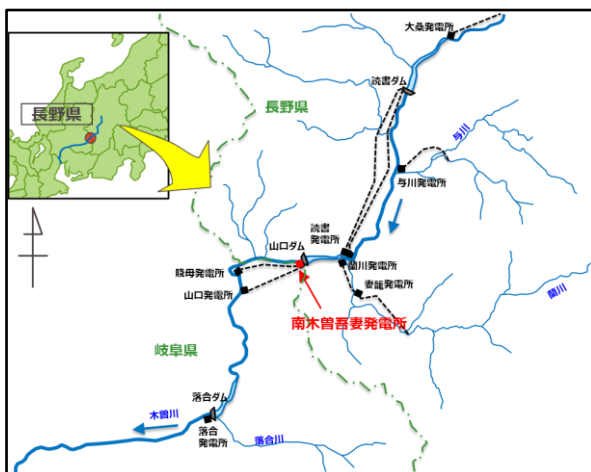 大桑発電所
長野県
読書ダム
長野県
与川
与川発電所
読書
発電所
山口ダム
賤母発電所
蘭川発電所
山口発電所
妻籠発電所
蘭川
南木曽吾妻発電所
岐阜県
落合ダム
木曽川
落合
発電所
落合川